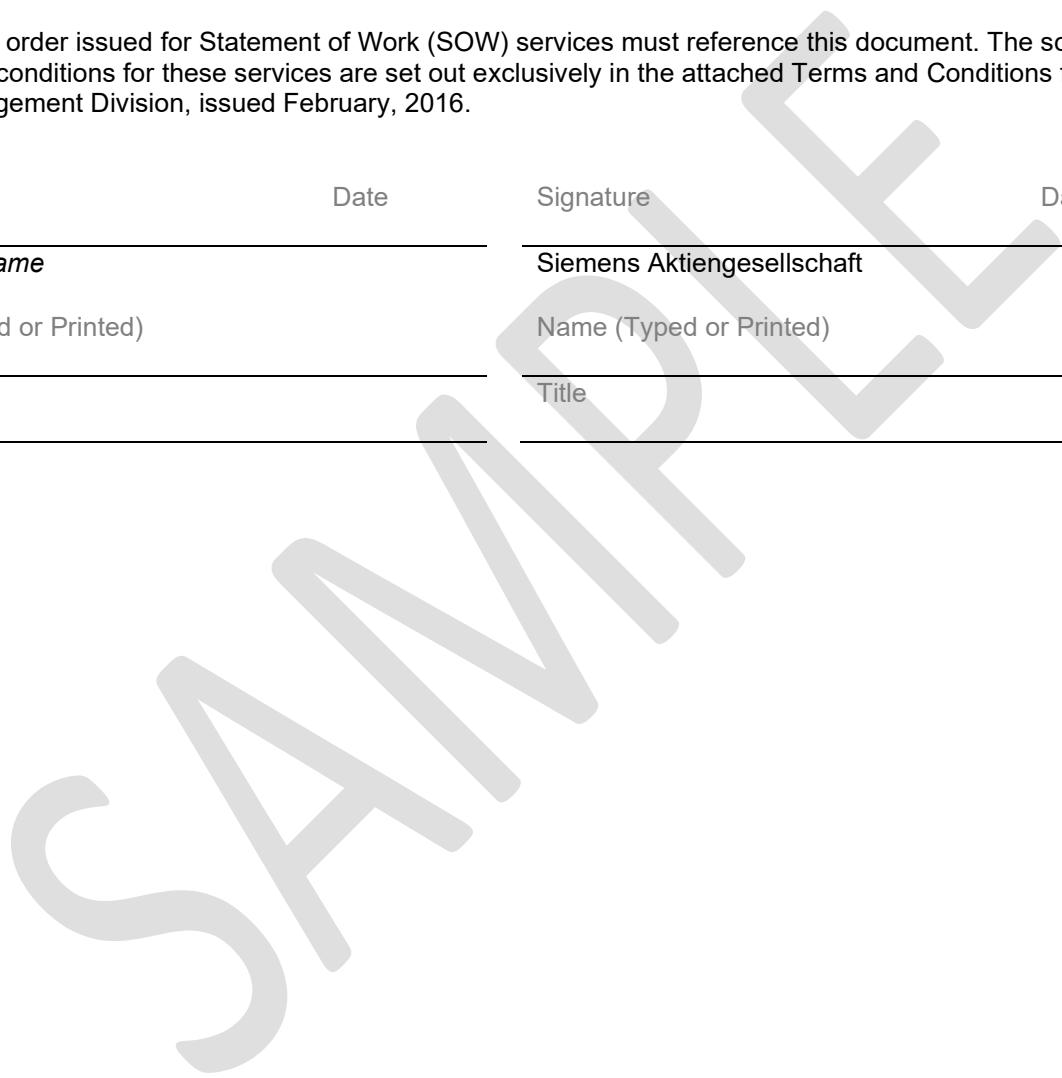 order issued for Statement of Work (SOW) services must reference this document. The
conditions for these services are set out exclusively in the attached Terms and Conditions
gement Division, issued February, 2016.
Date Signature
ame Siemens Aktiengesellschaft
d or Printed) Name (Typed or Printed)
Title
SAMPLE